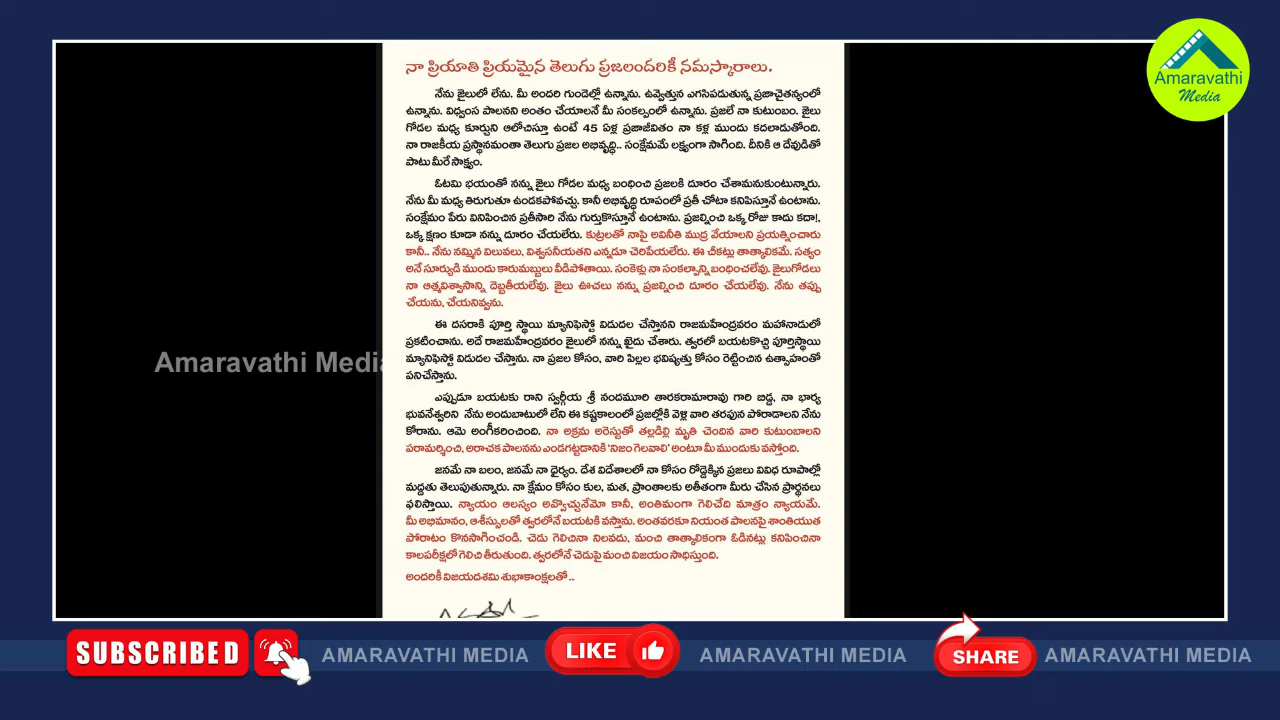 నా ప్రియాతి ప్రియమైన తెలుగు ప్రజలందరికీ నమస్కారాలు.
నేను జైలులో లేను. మీ అందరి గుండెల్లో ఉన్నాను. ఉవ్వెత్తున ఎగసిపడుతున్న ప్రజాచైతన్యంలో
ఉన్నాను. విధ్వంస పాలనని అంతం చేయాలనే మీ సంకల్పంలో ఉన్నాను. ప్రజలే నా కుటుంబం. జైలు
గోడల మధ్య కూర్చుని ఆలోచిస్తూ ఉంటే 45 ఏళ్ల ప్రజాజీవితం నా కళ్ల ముందు కదలాడుతోంది.
నా రాజకీయ ప్రస్థానమంతా తెలుగు ప్రజల అభివృద్ధి.. సంక్షేమమే లక్ష్యంగా సాగింది. దీనికి ఆ దేవుడితో
పాటు మీరే సాక్ష్యం.
ఓటమి భయంతో నన్ను జైలు గోడల మధ్య బంధించి ప్రజలకి దూరం చేశామనుకుంటున్నారు.
నేను మీ మధ్య తిరుగుతూ ఉండకపోవచ్చు. కానీ అభివృద్ధి రూపంలో ప్రతీ చోటా కనిపిస్తూనే ఉంటాను.
సంక్షేమం పేరు వినిపించిన ప్రతీసారి నేను గుర్తుకొస్తూనే ఉంటాను. ప్రజల్నించి ఒక్క రోజు కాదు కదా!,
ఒక్క క్షణం కూడా నన్ను దూరం చేయలేరు. కుట్రలతో నాపై అవినీతి ముద్ర వేయాలని ప్రయత్నించారు
కానీ.. నేను నమ్మిన విలువలు, విశ్వసనీయతని ఎన్నడూ చెరిపేయలేరు. ఈ చీకట్లు తాత్కాలికమే. సత్యం
అనే సూర్యుడి ముందు కారుమబ్బులు వీడిపోతాయి. సంకెళ్లు నా సంకల్పాన్ని బంధించలేవు. జైలుగోడలు
నా ఆత్మవిశ్వాసాన్ని దెబ్బతీయలేవు. జైలు ఊచలు నన్ను ప్రజల్నించి దూరం చేయలేవు. నేను తప్పు
చేయను, చేయనివ్వను.
ఈ దసరాకి పూర్తి స్థాయి మ్యానిఫెస్టో విడుదల చేస్తానని రాజమహేంద్రవరం మహానాడులో
ప్రకటించాను. అదే రాజమహేంద్రవరం జైలులో నన్ను ఖైదు చేశారు. త్వరలో బయటకొచ్చి పూర్తిస్థాయి
మ్యానిఫెస్టో విడుదల చేస్తాను. నా ప్రజల కోసం, వారి పిల్లల భవిష్యత్తు కోసం రెట్టించిన ఉత్సాహంతో
పనిచేస్తాను.
ఎప్పుడూ బయటకు రాని స్వర్గీయ శ్రీ నందమూరి తారకరామారావు గారి బిడ్డ, నా భార్య
భువనేశ్వరిని నేను అందుబాటులో లేని ఈ కష్టకాలంలో ప్రజల్లోకి వెళ్లి వారి తరఫున పోరాడాలని నేను
కోరాను. ఆమె అంగీకరించింది. నా అక్రమ అరెస్టుతో తల్లడిల్లి మృతి చెందిన వారి కుటుంబాలని
పరామర్శించి, అరాచక పాలనను ఎండగట్టడానికి 'నిజం గెలవాలి' అంటూ మీ ముందుకు వస్తోంది.
జనమే నా బలం, జనమే నా ధైర్యం. దేశ విదేశాలలో నా కోసం రోడ్డెక్కిన ప్రజలు వివిధ రూపాల్లో
మద్దతు తెలుపుతున్నారు. నా క్షేమం కోసం కుల, మత, ప్రాంతాలకు అతీతంగా మీరు చేసిన ప్రార్థనలు
ఫలిస్తాయి. న్యాయం ఆలస్యం అవ్వొచ్చునేమో కానీ, అంతిమంగా గెలిచేది మాత్రం న్యాయమే.
మీ అభిమానం, ఆశీస్సులతో త్వరలోనే బయటకి వస్తాను. అంతవరకూ నియంత పాలనపై శాంతియుత
పోరాటం కొనసాగించండి. చెడు గెలిచినా నిలవదు, మంచి తాత్కాలికంగా ఓడినట్లు కనిపించినా
కాలపరీక్షలో గెలిచి తీరుతుంది. త్వరలోనే చెడుపై మంచి విజయం సాధిస్తుంది.
అందరికీ విజయదశమి శుభాకాంక్షలతో..
Amaravathi Media
Amaravathi
Media
SUBSCRIBED
AMARAVATHI MEDIA
LIKE
AMARAVATHI MEDIA
SHARE
AMARAVATHI MEDIA